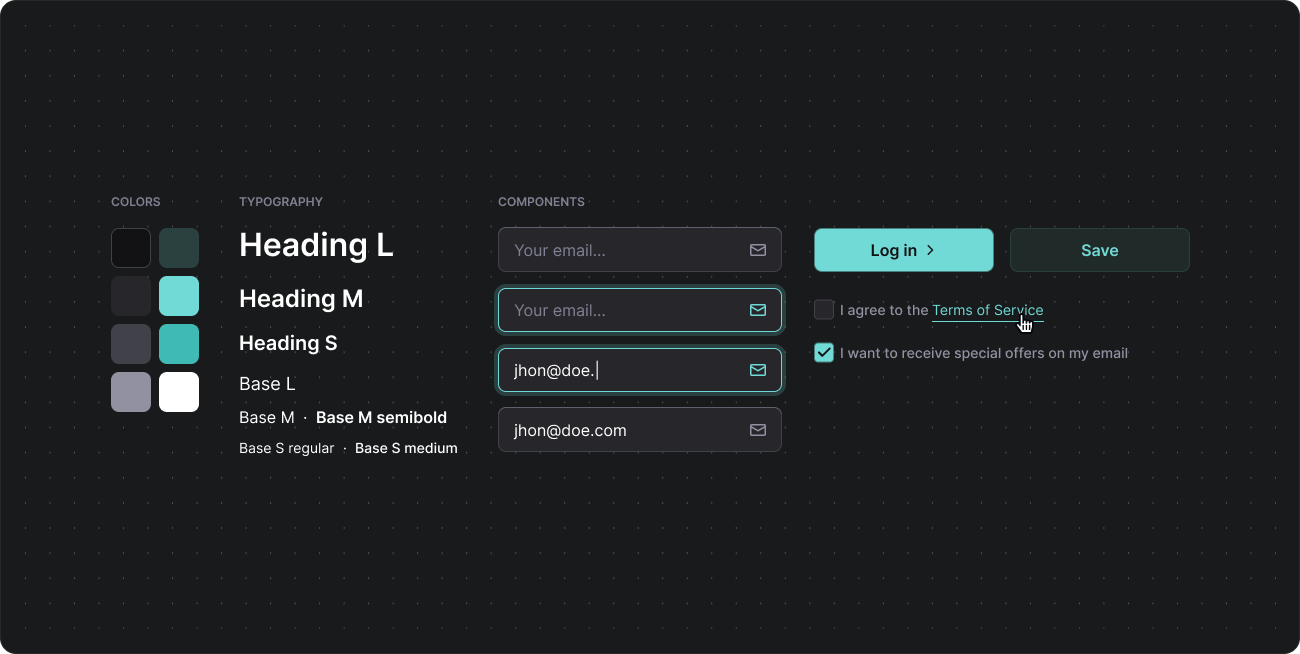 COLORS
TYPOGRAPHY
Heading L
Heading M
Heading S
Base L
Base M · Base M semibold
Base S regular · Base S medium
COMPONENTS
Your email...
Your email...
jhon@doe.
jhon@doe.com
Log in
Save
I agree to the Terms of Service
I want to receive special offers on my email